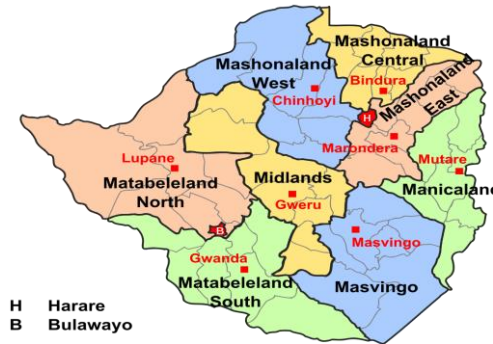 Mashonaland
Central
Bindura
Mashonaland
West
Chinhoyi
Mashonaland
East
H
Marondera
Lupane
Matabeleland
North
Midlands
Gweru
Mutare
Manicaland
B
Masvingo
Gwanda
Matabeleland
South
Masvingo
H Harare
B Bulawayo